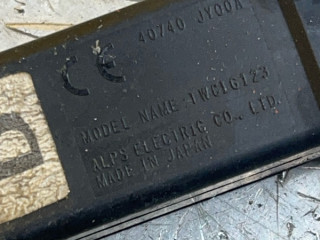 40740 JY00A
CE
MODEL NAME:TWC1G123
ALPS ELECTRIC CO., LTD.
MADE IN JAPAN